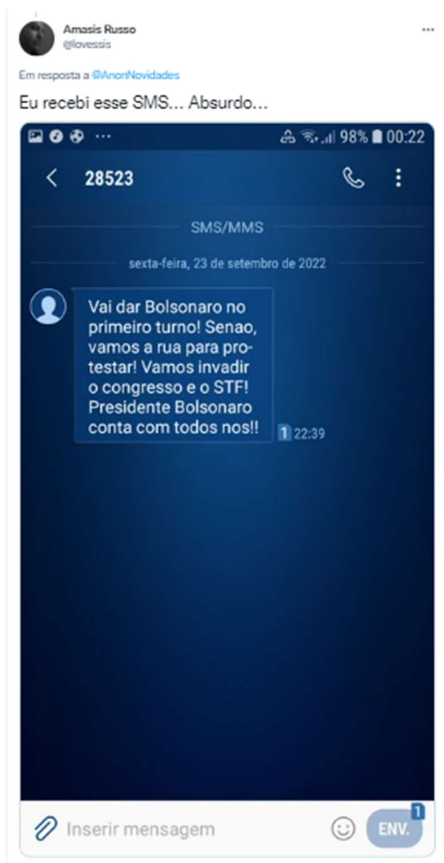 Amasis Russo
@lovessis
Em resposta a @AnonNovidades
Eu recebi esse SMS... Absurdo...
98% 00:22
28523
SMS/MMS
sexta-feira, 23 de setembro de 2022
Vai dar Bolsonaro no
primeiro turno! Senao,
vamos a rua para pro-
testar! Vamos invadir
o congresso e o STF!
Presidente Bolsonaro
conta com todos nos!!
1 22:39
Inserir mensagem
ENV.
1